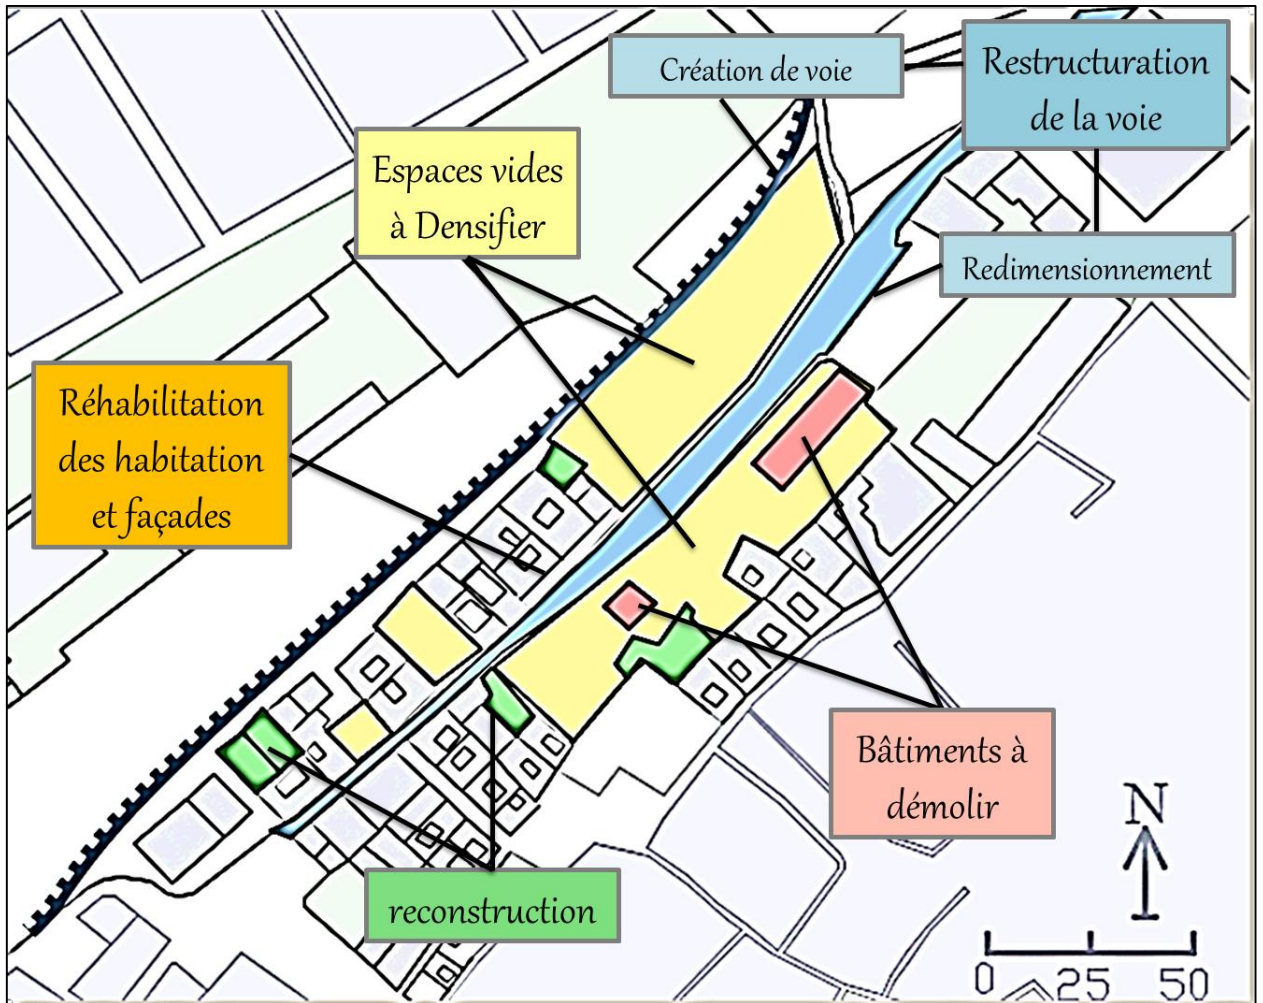 Création de voie
Restructuration
de la voie
Espaces vides
à Densifier
Redimensionnement
Réhabilitation
des habitation
et façades
Bâtiments à
démolir
reconstruction
N
0 25 50